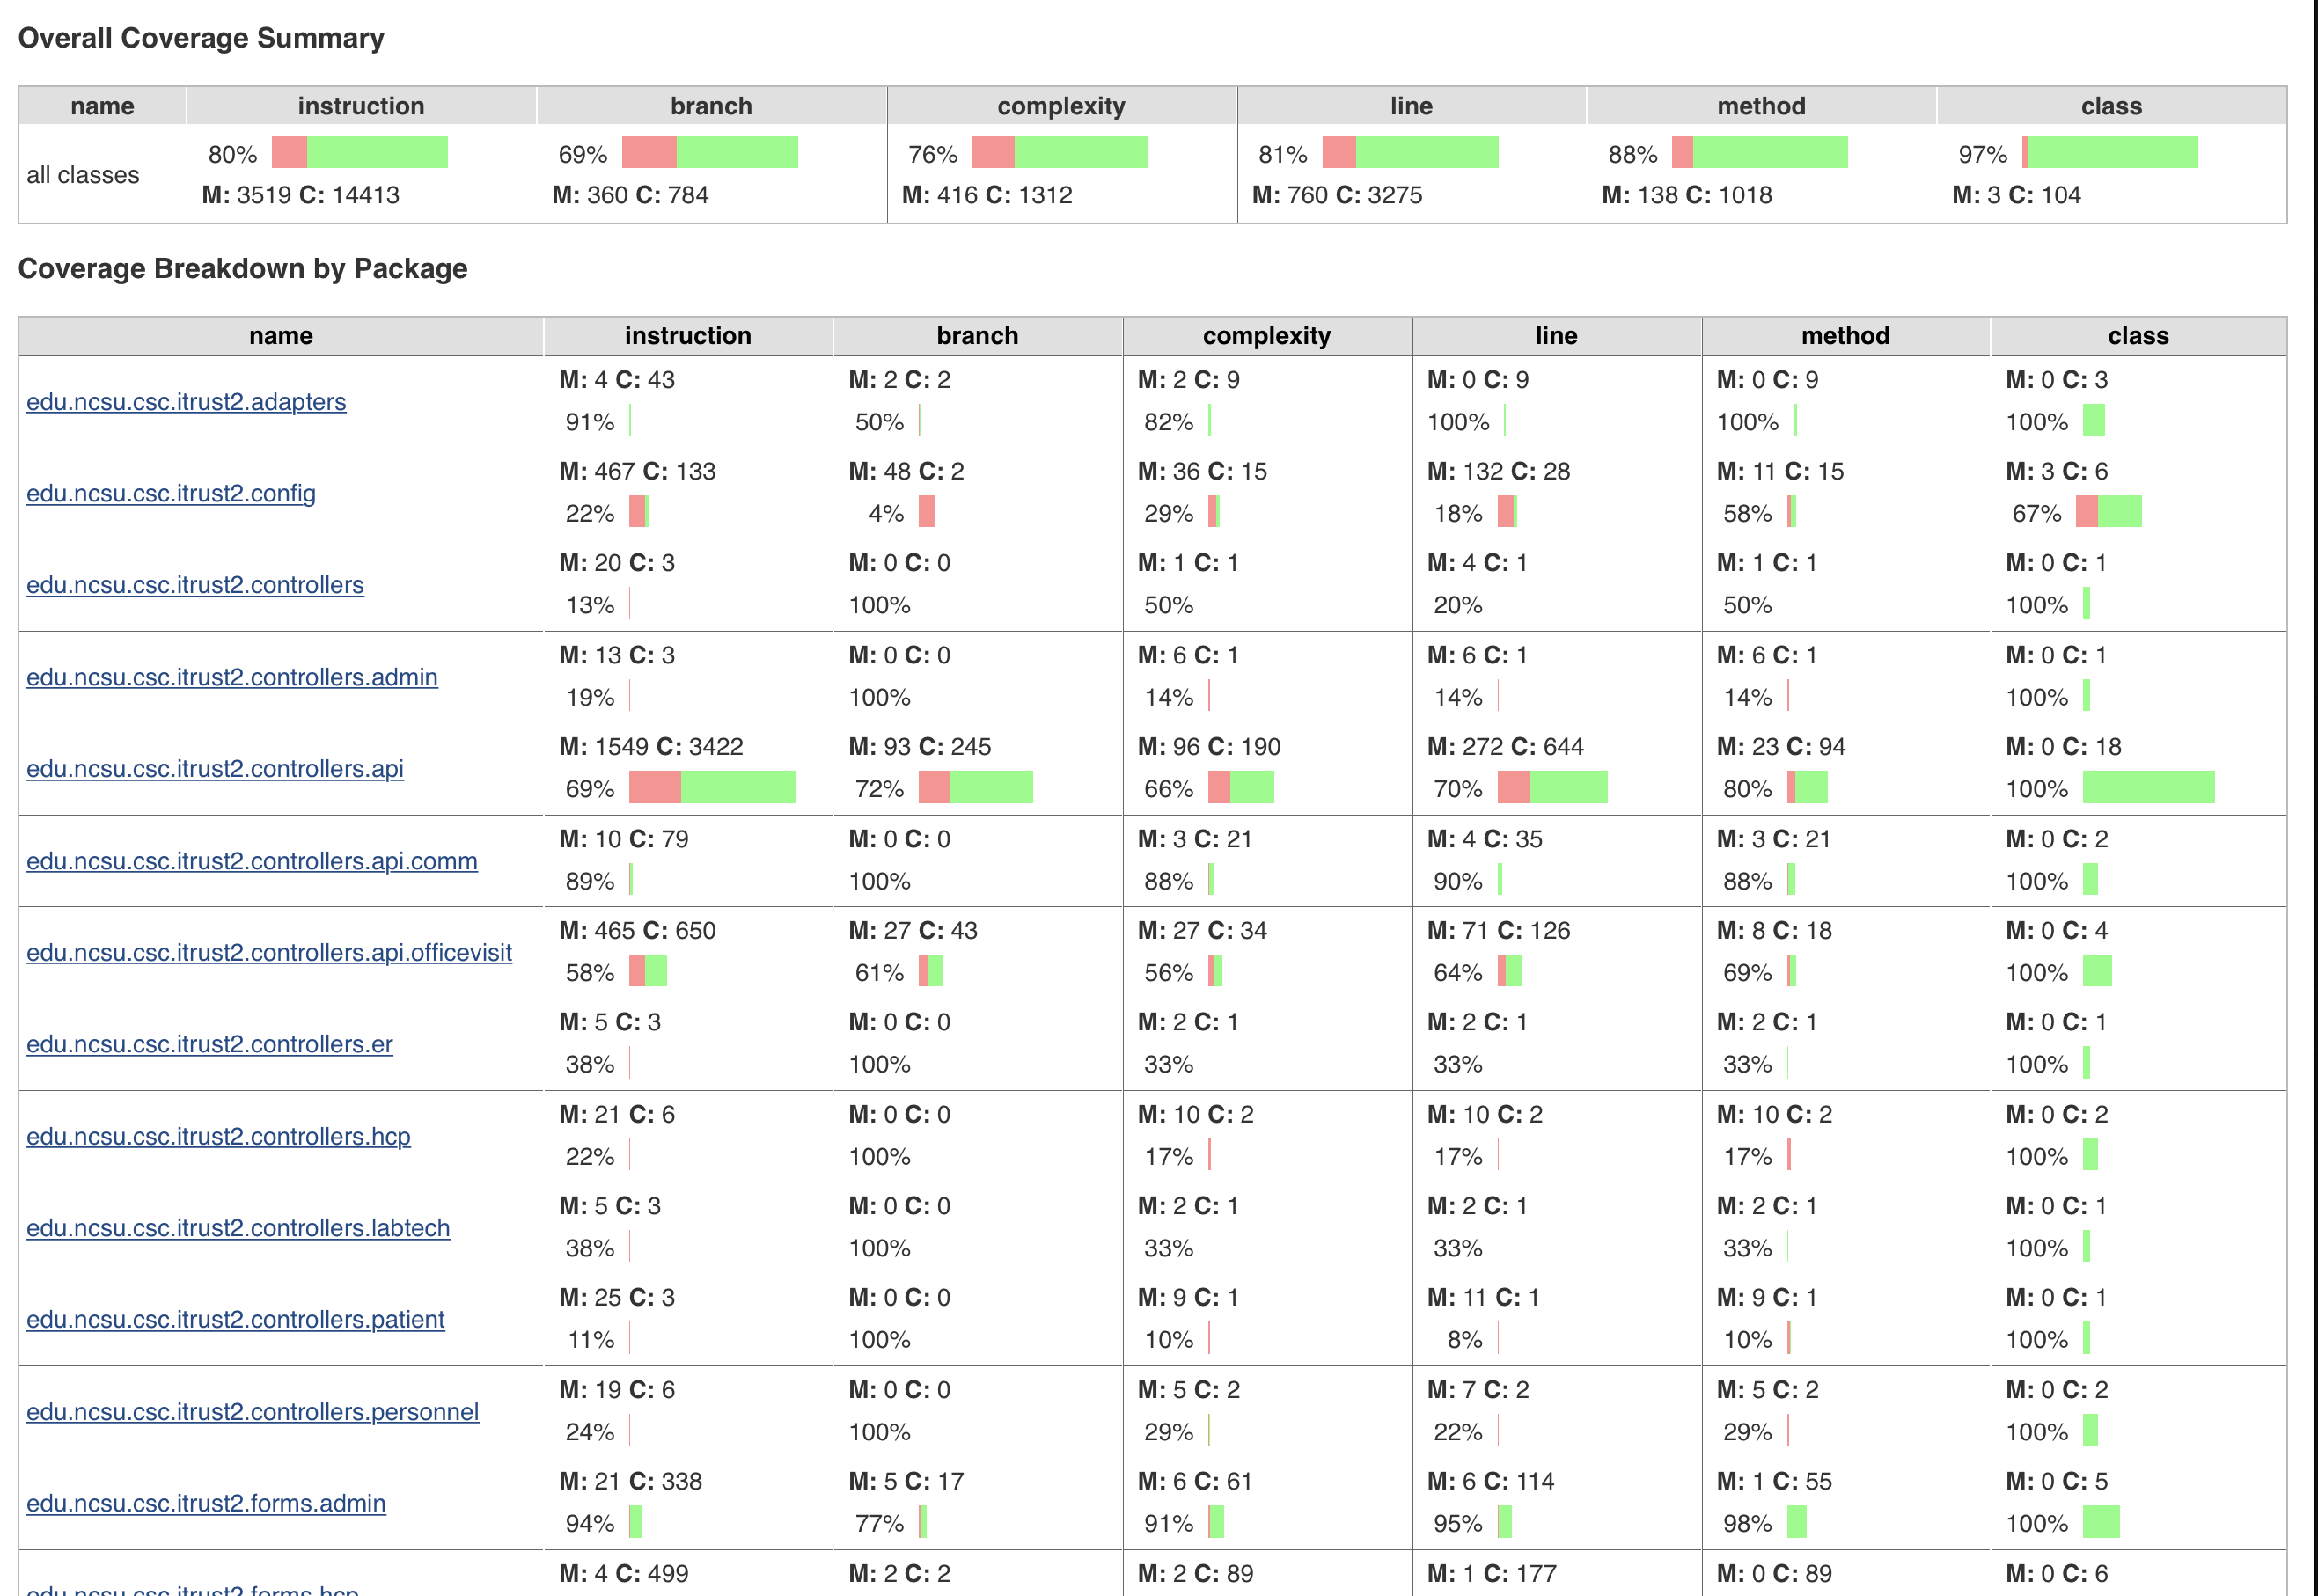 Overall Coverage Summary
name instruction branch complexity line method class
all classes 80% 69% 76% 81% 88% 97%
M: 3519 C: 14413 M: 360 C: 784 M: 416 C: 1312 M: 760 C: 3275 M: 138 C: 1018 M: 3 C: 104
Coverage Breakdown by Package
name instruction branch complexity line method class
edu.ncsu.csc.itrust2.adapters M: 4 C: 43 M: 2 C: 2 M: 2 C: 9 M: 0 C: 9 M: 0 C: 9 M: 0 C: 3
91% 50% 82% 100% 100% 100%
edu.ncsu.csc.itrust2.config M: 467 C: 133 M: 48 C: 2 M: 36 C: 15 M: 132 C: 28 M: 11 C: 15 M: 3 C: 6
22% 4% 29% 18% 58% 67%
edu.ncsu.csc.itrust2.controllers M: 20 C: 3 M: 0 C: 0 M: 1 C: 1 M: 4 C: 1 M: 1 C: 1 M: 0 C: 1
13% 100% 50% 20% 50% 100%
edu.ncsu.csc.itrust2.controllers.admin M: 13 C: 3 M: 0 C: 0 M: 6 C: 1 M: 6 C: 1 M: 6 C: 1 M: 0 C: 1
19% 100% 14% 14% 14% 100%
edu.ncsu.csc.itrust2.controllers.api M: 1549 C: 3422 M: 93 C: 245 M: 96 C: 190 M: 272 C: 644 M: 23 C: 94 M: 0 C: 18
69% 72% 66% 70% 80% 100%
edu.ncsu.csc.itrust2.controllers.api.comm M: 10 C: 79 M: 0 C: 0 M: 3 C: 21 M: 4 C: 35 M: 3 C: 21 M: 0 C: 2
89% 100% 88% 90% 88% 100%
edu.ncsu.csc.itrust2.controllers.api.officevisit M: 465 C: 650 M: 27 C: 43 M: 27 C: 34 M: 71 C: 126 M: 8 C: 18 M: 0 C: 4
58% 61% 56% 64% 69% 100%
edu.ncsu.csc.itrust2.controllers.er M: 5 C: 3 M: 0 C: 0 M: 2 C: 1 M: 2 C: 1 M: 2 C: 1 M: 0 C: 1
38% 100% 33% 33% 33% 100%
edu.ncsu.csc.itrust2.controllers.hcp M: 21 C: 6 M: 0 C: 0 M: 10 C: 2 M: 10 C: 2 M: 10 C: 2 M: 0 C: 2
22% 100% 17% 17% 17% 100%
edu.ncsu.csc.itrust2.controllers.labtech M: 5 C: 3 M: 0 C: 0 M: 2 C: 1 M: 2 C: 1 M: 2 C: 1 M: 0 C: 1
38% 100% 33% 33% 33% 100%
edu.ncsu.csc.itrust2.controllers.patient M: 25 C: 3 M: 0 C: 0 M: 9 C: 1 M: 11 C: 1 M: 9 C: 1 M: 0 C: 1
11% 100% 10% 8% 10% 100%
edu.ncsu.csc.itrust2.controllers.personnel M: 19 C: 6 M: 0 C: 0 M: 5 C: 2 M: 7 C: 2 M: 5 C: 2 M: 0 C: 2
24% 100% 29% 22% 29% 100%
edu.ncsu.csc.itrust2.forms.admin M: 21 C: 338 M: 5 C: 17 M: 6 C: 61 M: 6 C: 114 M: 1 C: 55 M: 0 C: 5
94% 77% 91% 95% 98% 100%
edu.ncsu.csc.itrust2.forms.hcp M: 4 C: 499 M: 2 C: 2 M: 2 C: 89 M: 1 C: 177 M: 0 C: 89 M: 0 C: 6